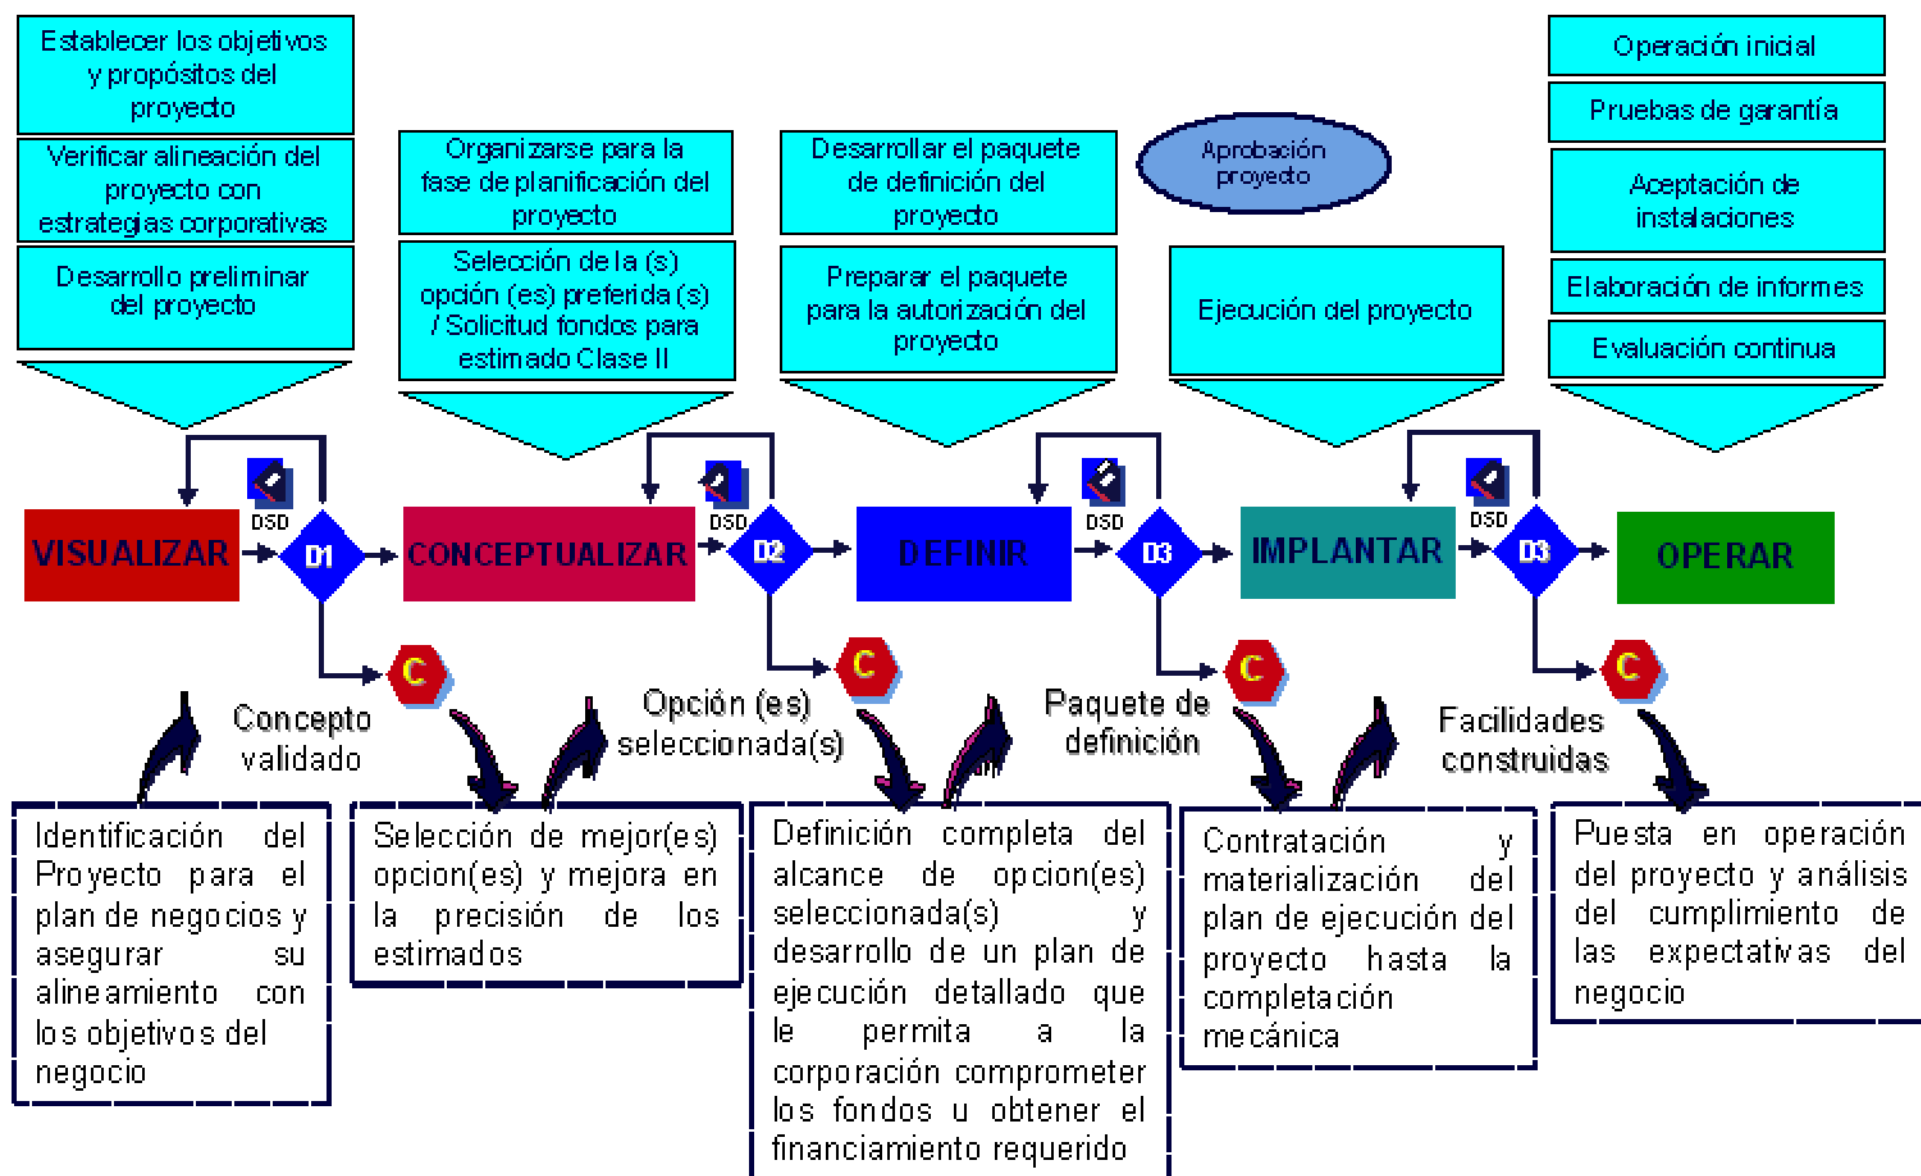 Establecer los objetivos
y propósitos del
proyecto
Verificar alineación del
proyecto con
estrategias corporativas
Desarrollo preliminar
del proyecto
Organizarse para la
fase de planificación del
proyecto
Selección de la (s)
opción (es) preferida (s)
/ Solicitud fondos para
estimado Clase II
Desarrollar el paquete
de definición del
proyecto
Preparar el paquete
para la autorización del
proyecto
Aprobación
proyecto
Ejecución del proyecto
Operación inicial
Pruebas de garantía
Aceptación de
instalaciones
Elaboración de informes
Evaluación continua
VISUALIZAR
DSD
D1
CONCEPTUALIZAR
DSD
D2
DEFINIR
DSD
D3
IMPLANTAR
DSD
D3
OPERAR
C
C
C
C
Concepto
validado
Opción (es)
seleccionada(s)
Paquete de
definición
Facilidades
construidas
Identificación del
Proyecto para el
plan de negocios y
asegurar su
alineamiento con
los objetivos del
negocio
Selección de mejor(es)
opcion(es) y mejora en
la precisión de los
estimados
Definición completa del
alcance de opcion(es)
seleccionada(s) y
desarrollo de un plan de
ejecución detallado que
le permita a la
corporación comprometer
los fondos u obtener el
financiamiento requerido
Contratación y
materialización del
plan de ejecución del
proyecto hasta la
completación
mecánica
Puesta en operación
del proyecto y análisis
del cumplimiento de
las expectativas del
negocio